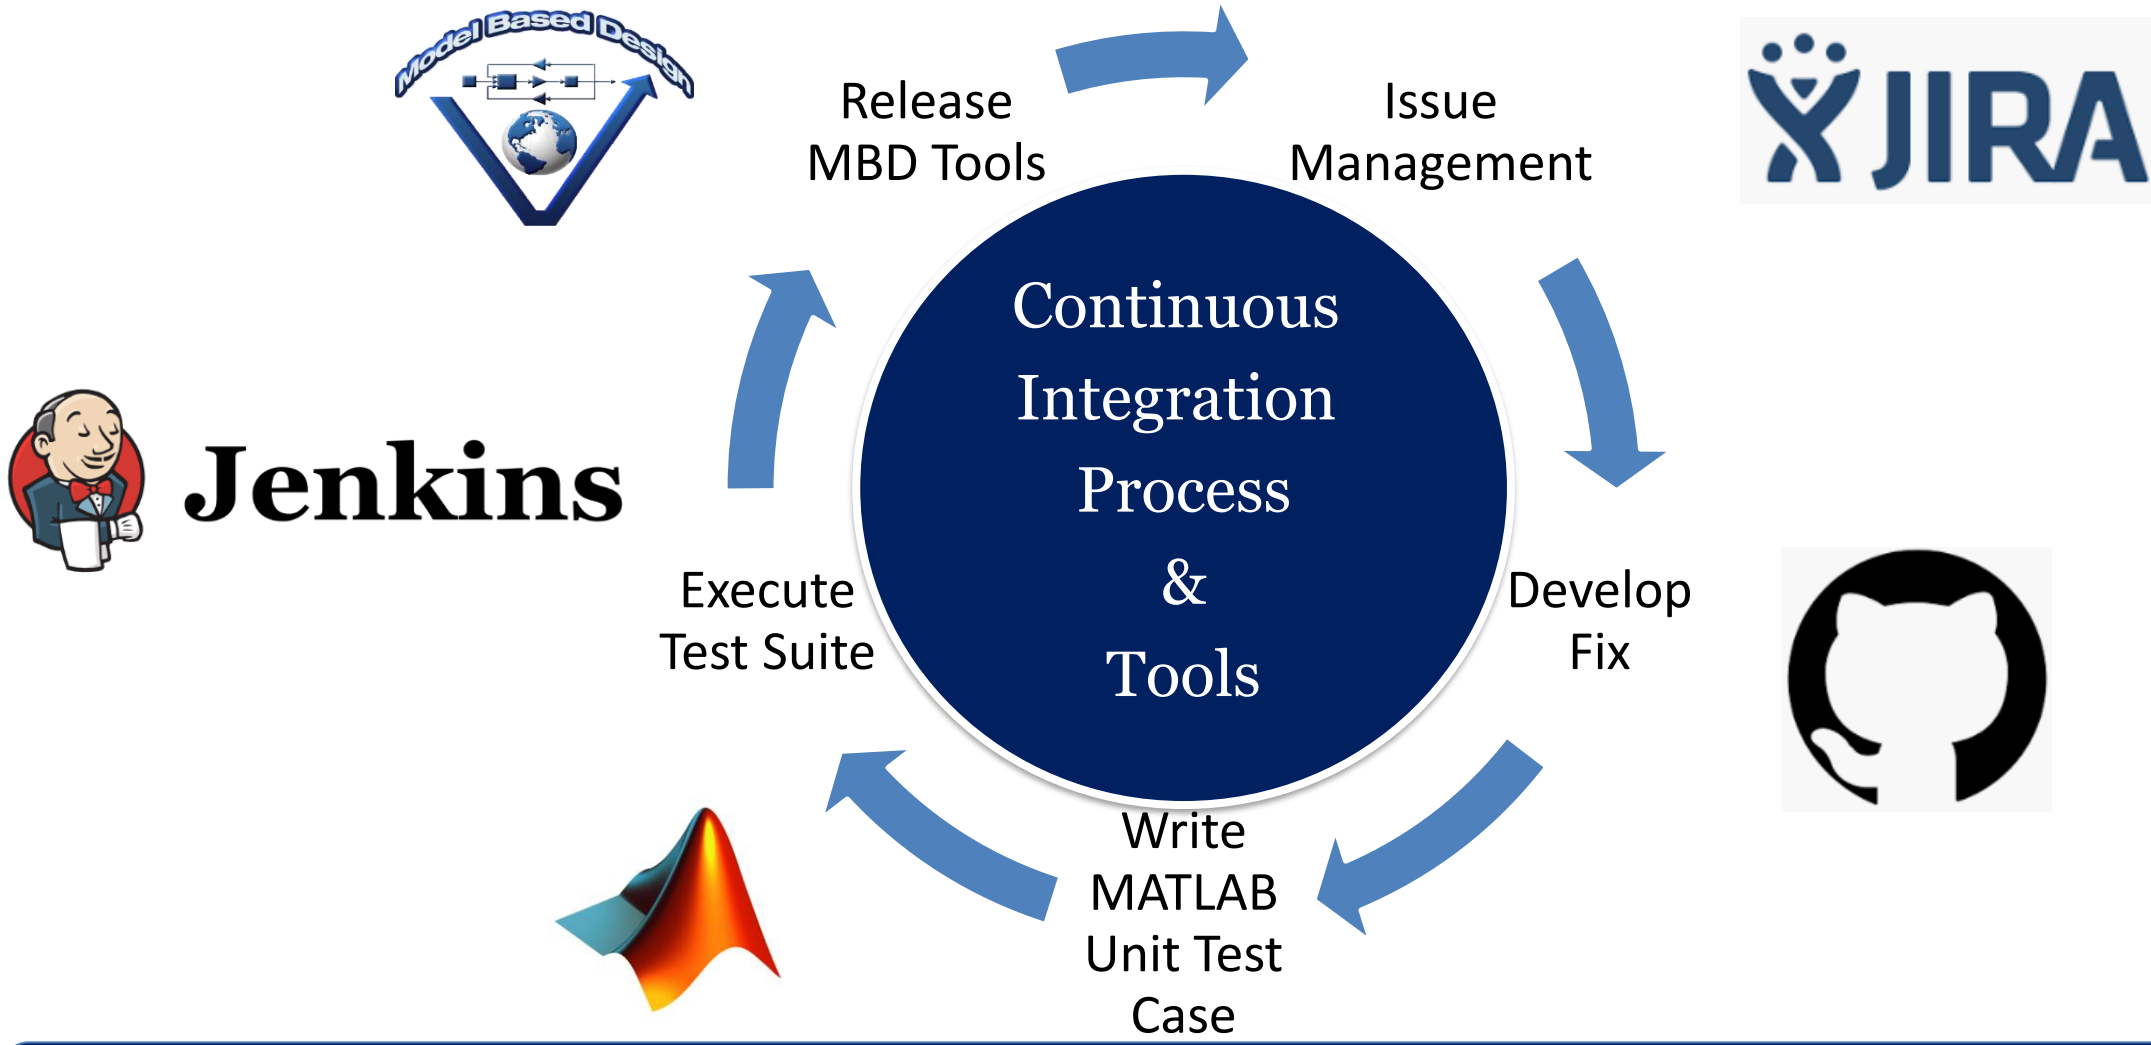 Model Based Design
Release
MBD Tools
Issue
Management
JIRA
Continuous
Integration
Process
&
Tools
Jenkins
Execute
Test Suite
Develop
Fix
Write
MATLAB
Unit Test
Case